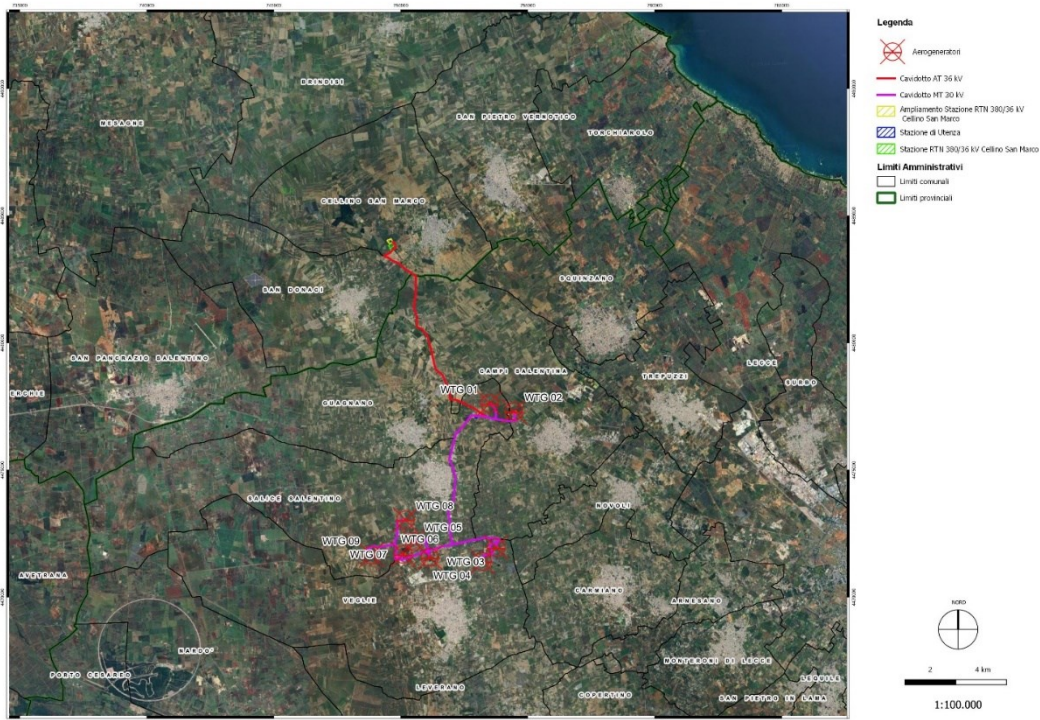 Legenda
Aerogeneratori
Cavidotto AT 36 kV
Cavidotto MT 30 kV
Ampliamento Stazione RTN 380/36 kV
Cellino San Marco
Stazione di Utenza
Stazione RTN 380/36 kV Cellino San Marco
Limiti Amministrativi
Limiti comunali
Limiti provinciali
BRINDISI
MESAGNE
SAN PIETRO VERNOTICO
TORCHIAROLO
CELLINO SAN MARCO
SQUINZANO
SAN DONACI
SAN PANCRAZIO SALENTINO
LECCE
CAMPI SALENTINA
TREPUZZI
SURBO
ERCHIE
WTG 01
WTG 02
GUAGNANO
SALICE SALENTINO
WTG 08
NOVOLI
WTG 05
WTG 09
WTG 06
WTG 07
WTG 03
WTG 04
AVETRANA
CARMIANO
VEGLIE
ARNESANO
NARDO'
PORTO CESAREO
MONTERONI DI LECCE
LEQUILE
LEVERANO
COPERTINO
SAN PIETRO IN LAMA
NORD
2 4 km
1:100.000